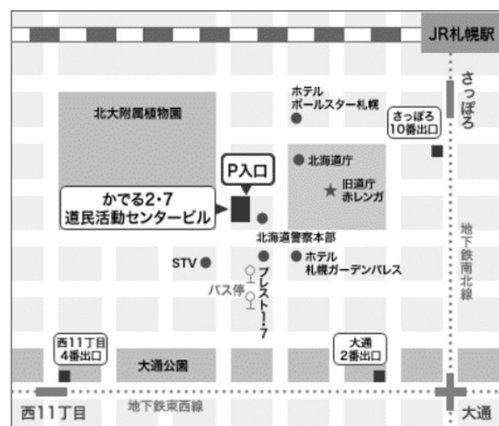 JR札幌駅
さっぽろ
ホテル
ポールスター札幌
さっぽろ
10番出口
北大附属植物園
P入口
北海道庁
旧道庁
赤レンガ
かでる2・7
道民活動センタービル
北海道警察本部
地下鉄南北線
STV
バス停
プレスト1・7
ホテル
札幌ガーデンパレス
西11丁目
4番出口
大通公園
大通
2番出口
西11丁目
地下鉄東西線
大通